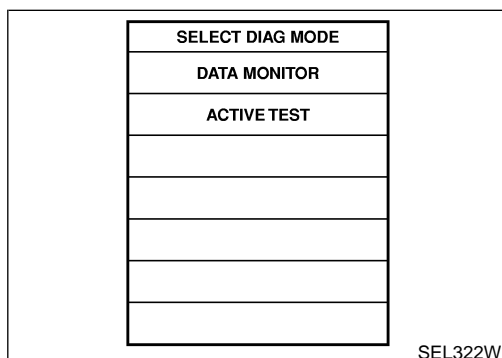 SELECT DIAG MODE
DATA MONITOR
ACTIVE TEST
SEL322W